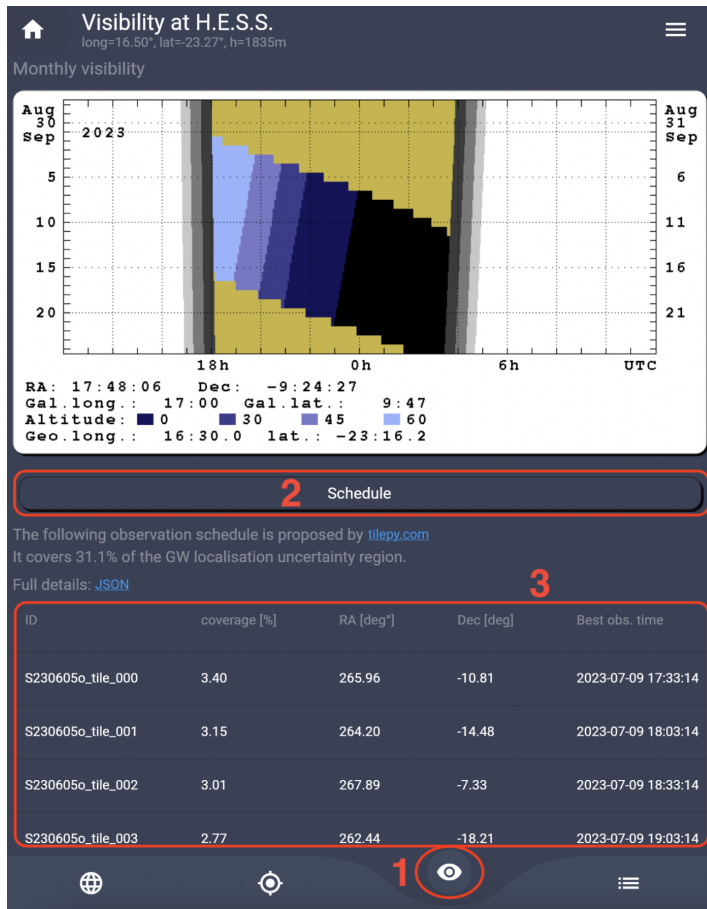 Visibility at H.E.S.S.
long=16.50°, lat=-23.27°, h=1835m
Monthly visibility
Aug Aug
30 31
Sep 2023 Sep
5 6
10 11
15 16
20 21
18h 0h 6h UTC
RA: 17:48:06 Dec: -9:24:27
Gal.long.: 17:00 Gal.lat.: 9:47
Altitude: 0 30 45 60
Geo.long.: 16:30.0 lat.: -23:16.2
2 Schedule
The following observation schedule is proposed by tilepy.com
It covers 31.1% of the GW localisation uncertainty region.
Full details: JSON
3
ID coverage [%] RA [deg°] Dec [deg] Best obs. time
S230605o_tile_000 3.40 265.96 -10.81 2023-07-09 17:33:14
S230605o_tile_001 3.15 264.20 -14.48 2023-07-09 18:03:14
S230605o_tile_002 3.01 267.89 -7.33 2023-07-09 18:33:14
S230605o_tile_003 2.77 262.44 -18.21 2023-07-09 19:03:14
1